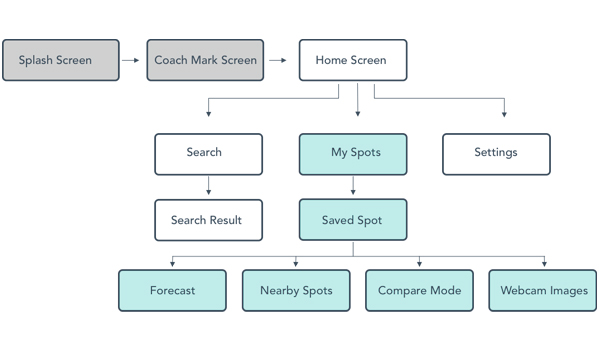 Splash Screen
Coach Mark Screen
Home Screen
Search
My Spots
Settings
Search Result
Saved Spot
Forecast
Nearby Spots
Compare Mode
Webcam Images